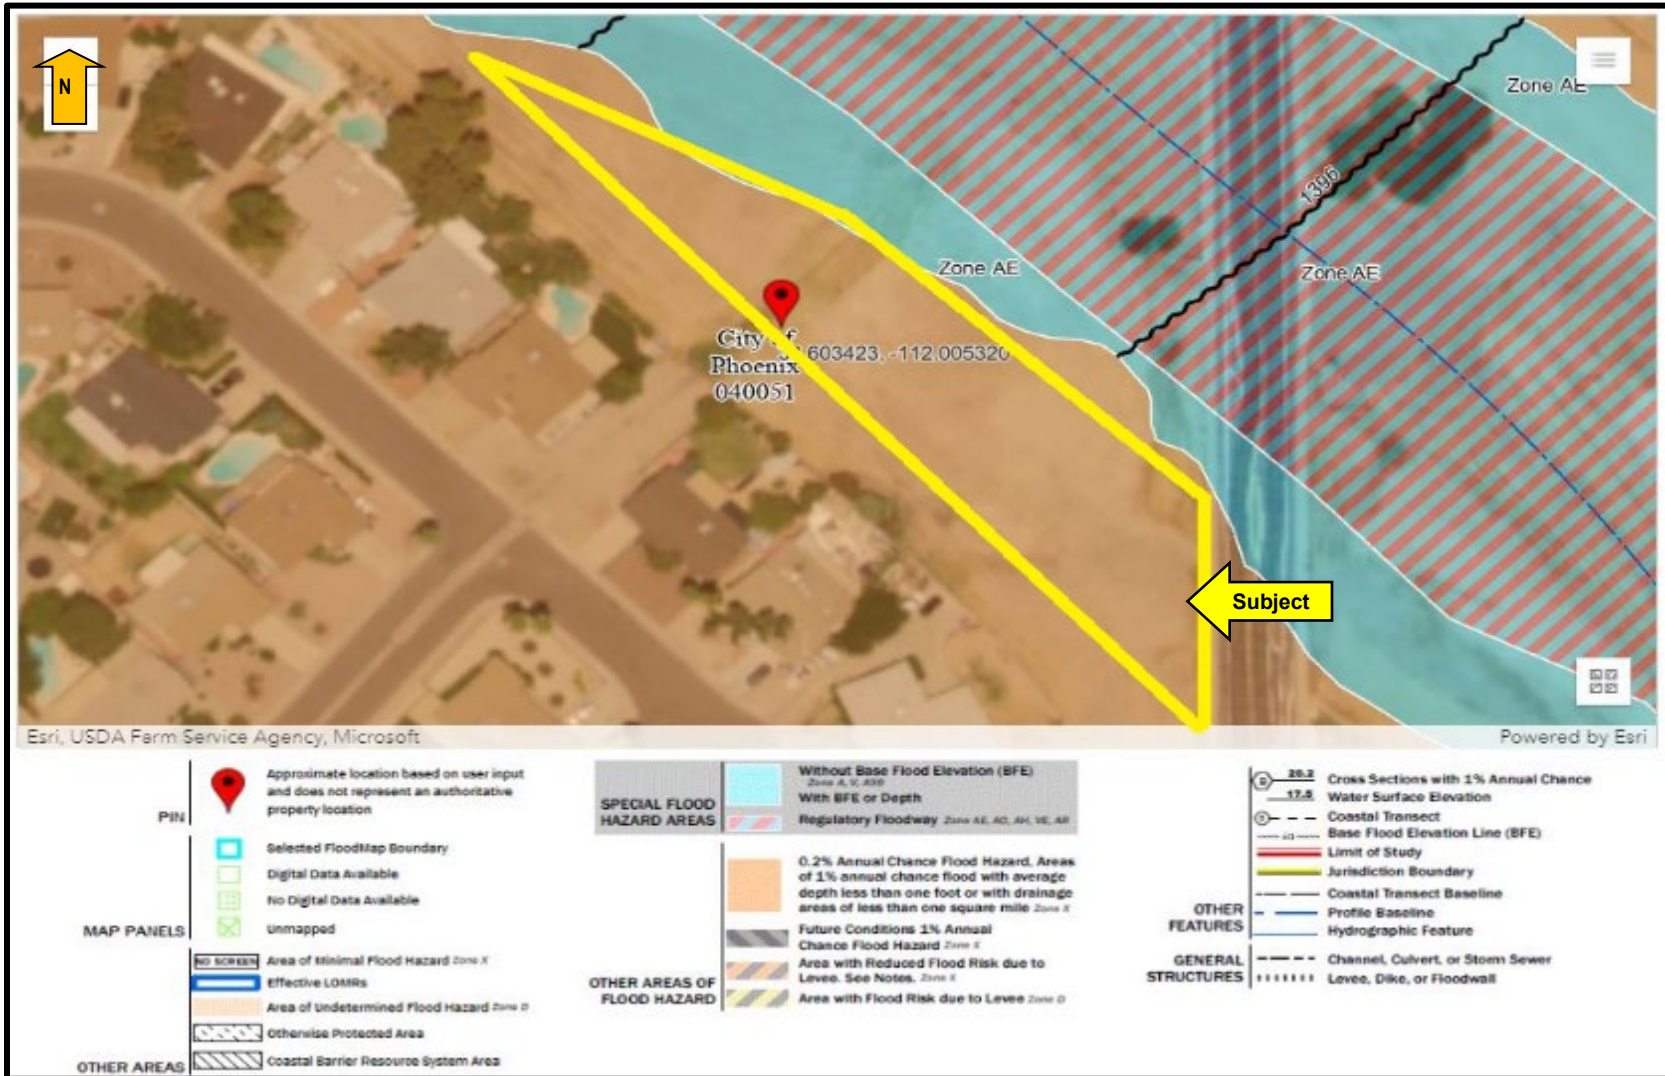 N
Zone AE
1396
Zone AE
Zone AE
City of
Phoenix
040051
603423, -112.005320
Subject
Esri, USDA Farm Service Agency, Microsoft
Powered by Esri
PIN
Approximate location based on user input
and does not represent an authoritative
property location
MAP PANELS
Selected FloodMap Boundary
Digital Data Available
No Digital Data Available
Unmapped
OTHER AREAS
NO SCREEN Area of Minimal Flood Hazard Zone X
Effective LOMRs
Area of Undetermined Flood Hazard Zone D
Otherwise Protected Area
Coastal Barrier Resource System Area
SPECIAL FLOOD
HAZARD AREAS
Without Base Flood Elevation (BFE)
Zone A, V, A99
With BFE or Depth
Regulatory Floodway Zone AE, AO, AH, VE, AR
OTHER AREAS OF
FLOOD HAZARD
0.2% Annual Chance Flood Hazard, Areas
of 1% annual chance flood with average
depth less than one foot or with drainage
areas of less than one square mile Zone X
Future Conditions 1% Annual
Chance Flood Hazard Zone X
Area with Reduced Flood Risk due to
Levee. See Notes. Zone X
Area with Flood Risk due to Levee Zone D
OTHER
FEATURES
20.2 Cross Sections with 1% Annual Chance
17.5 Water Surface Elevation
Coastal Transect
Base Flood Elevation Line (BFE)
Limit of Study
Jurisdiction Boundary
Coastal Transect Baseline
Profile Baseline
Hydrographic Feature
GENERAL
STRUCTURES
Channel, Culvert, or Storm Sewer
Levee, Dike, or Floodwall